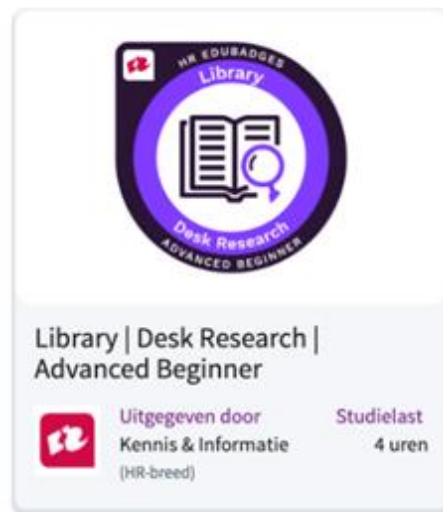 HR EDUBADGES
Library
Desk Research
ADVANCED BEGINNER
Library | Desk Research |
Advanced Beginner
Uitgegeven door
Studielast
Kennis & Informatie
4 uren
(HR-breed)